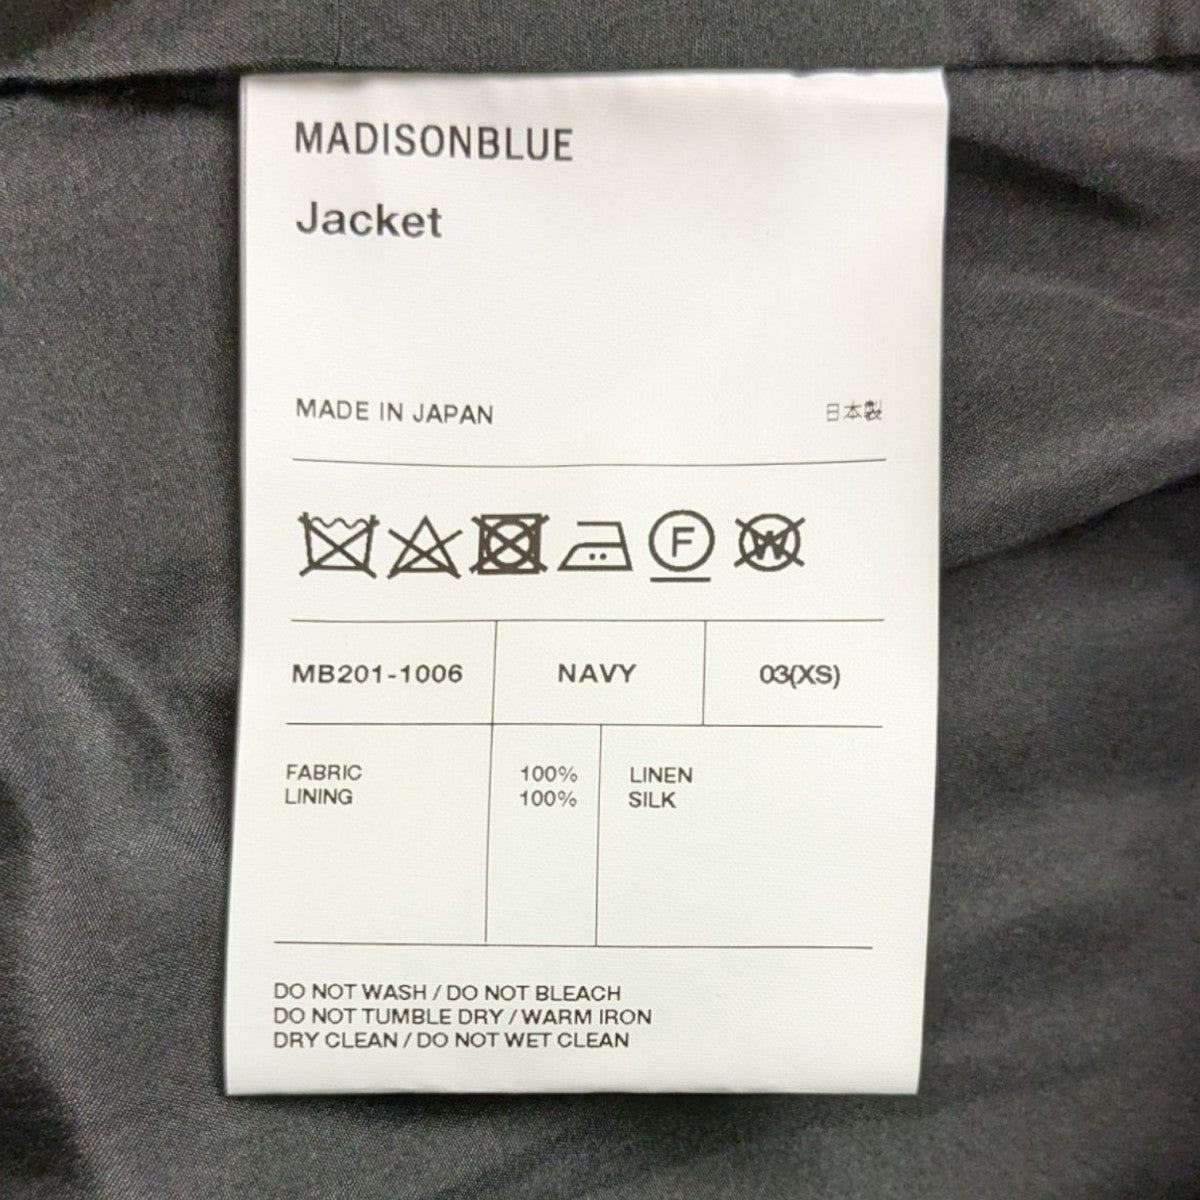 MADISONBLUE
Jacket
MADE IN JAPAN 日本製
F W
MB201-1006 NAVY 03(XS)
FABRIC 100% LINEN
LINING 100% SILK
DO NOT WASH / DO NOT BLEACH
DO NOT TUMBLE DRY / WARM IRON
DRY CLEAN / DO NOT WET CLEAN